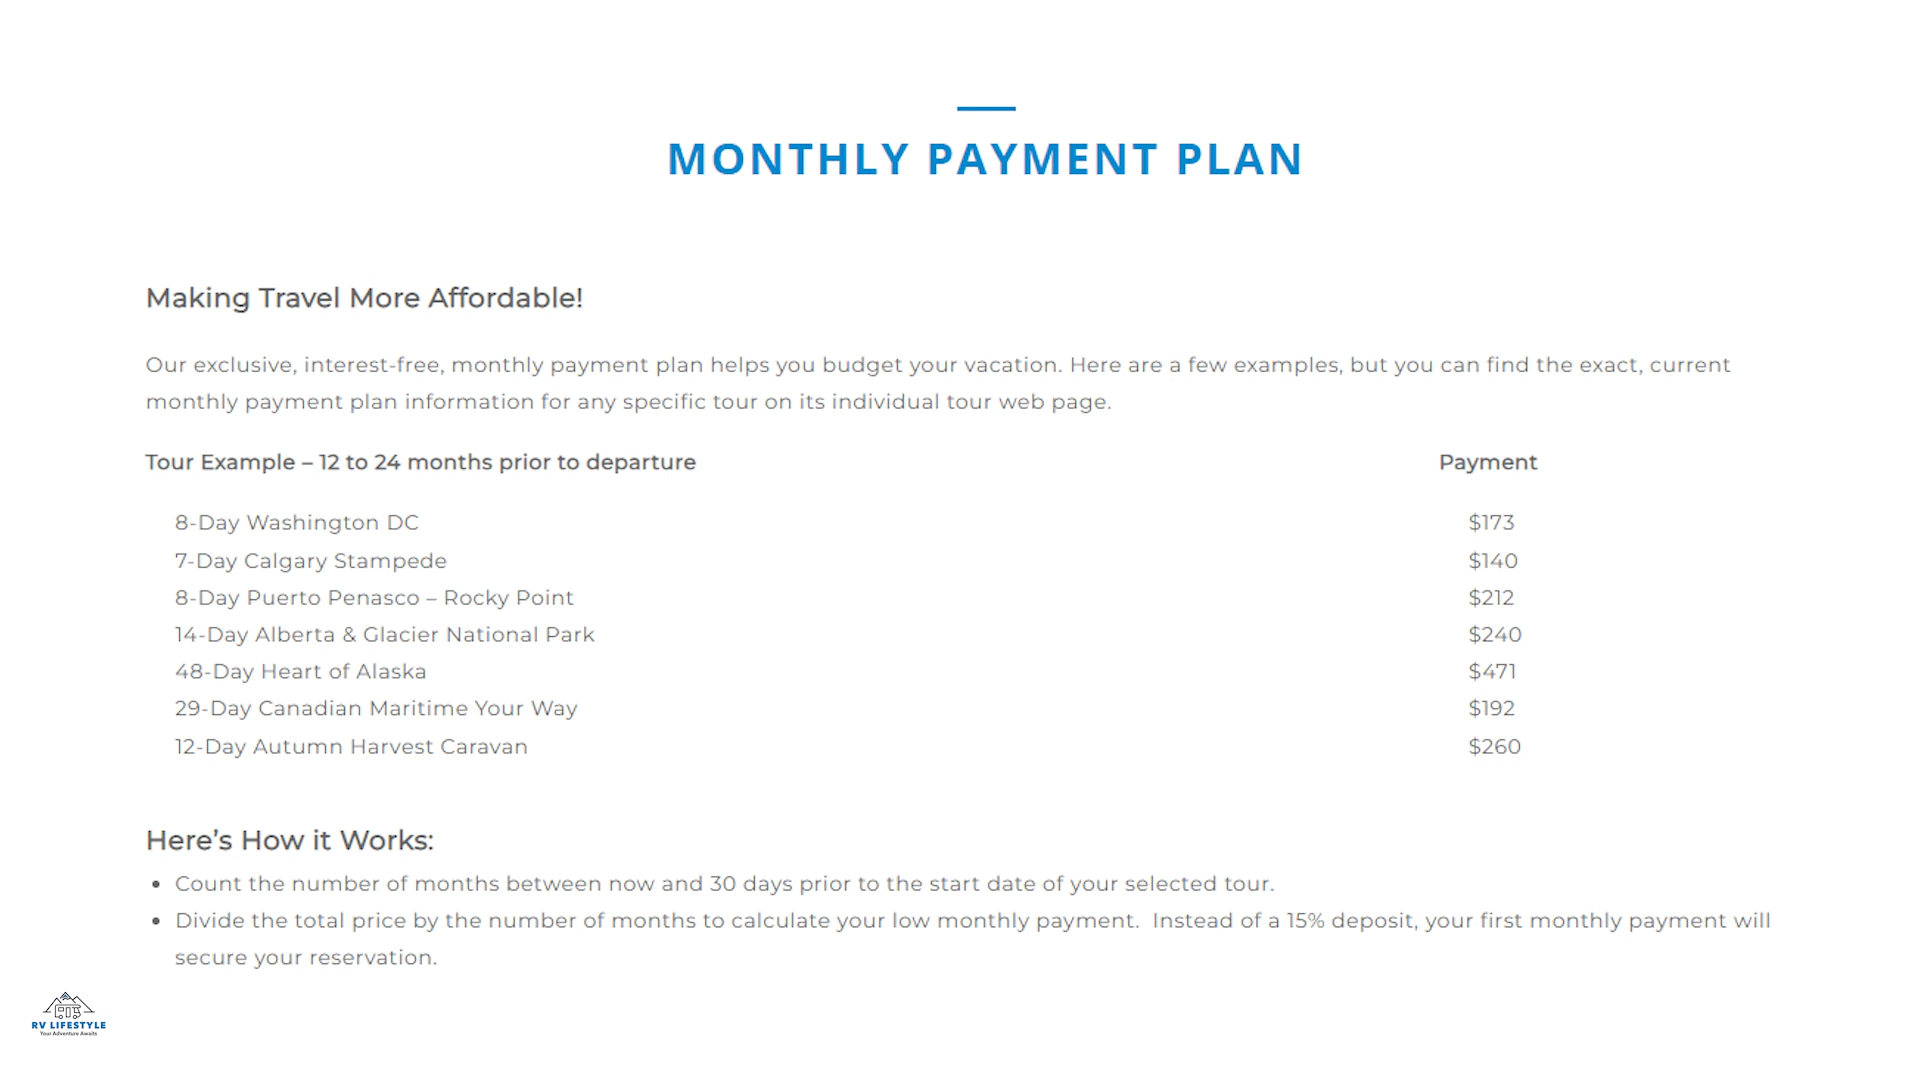 MONTHLY PAYMENT PLAN
Making Travel More Affordable!
Our exclusive, interest-free, monthly payment plan helps you budget your vacation. Here are a few examples, but you can find the exact, current
monthly payment plan information for any specific tour on its individual tour web page.
Tour Example – 12 to 24 months prior to departure Payment
8-Day Washington DC $173
7-Day Calgary Stampede $140
8-Day Puerto Penasco – Rocky Point $212
14-Day Alberta & Glacier National Park $240
48-Day Heart of Alaska $471
29-Day Canadian Maritime Your Way $192
12-Day Autumn Harvest Caravan $260
Here’s How it Works:
• Count the number of months between now and 30 days prior to the start date of your selected tour.
• Divide the total price by the number of months to calculate your low monthly payment. Instead of a 15% deposit, your first monthly payment will
secure your reservation.
RV LIFESTYLE
Your Adventure Awaits